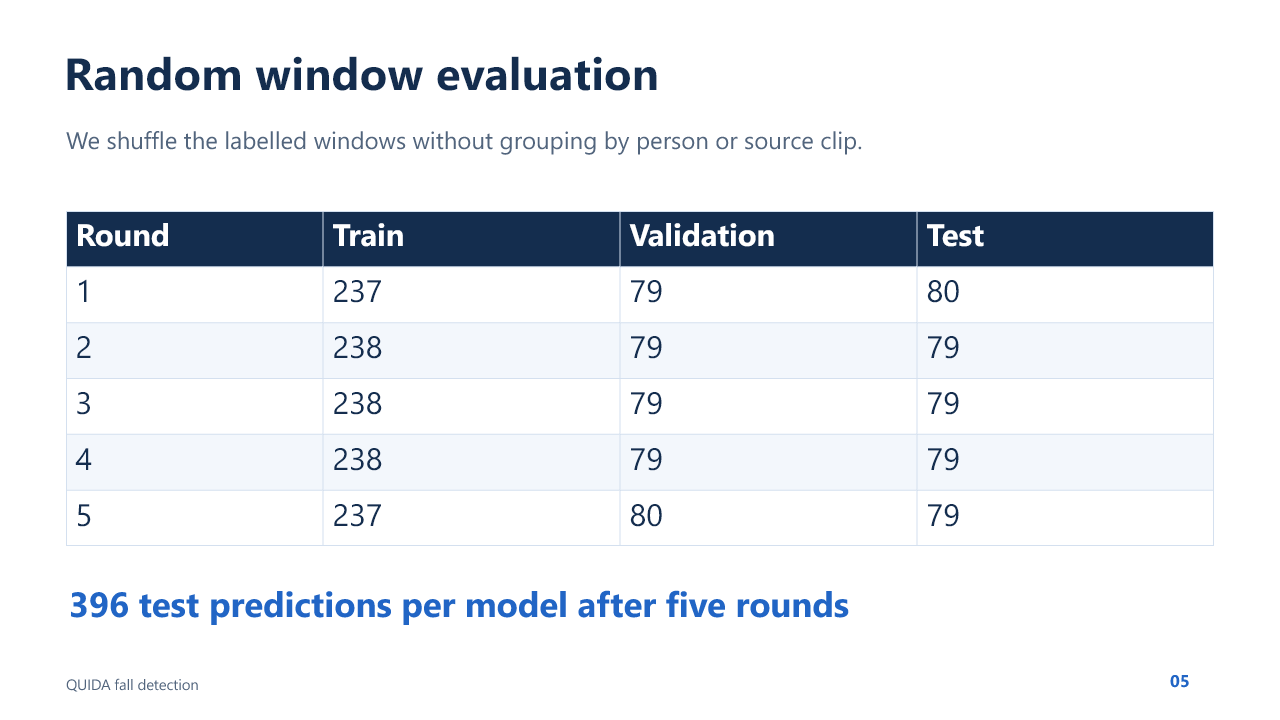 Random window evaluation
We shuffle the labelled windows without grouping by person or source clip.
Round Train Validation Test
1 237 79 80
2 238 79 79
3 238 79 79
4 238 79 79
5 237 80 79
396 test predictions per model after five rounds
QUIDA fall detection 05